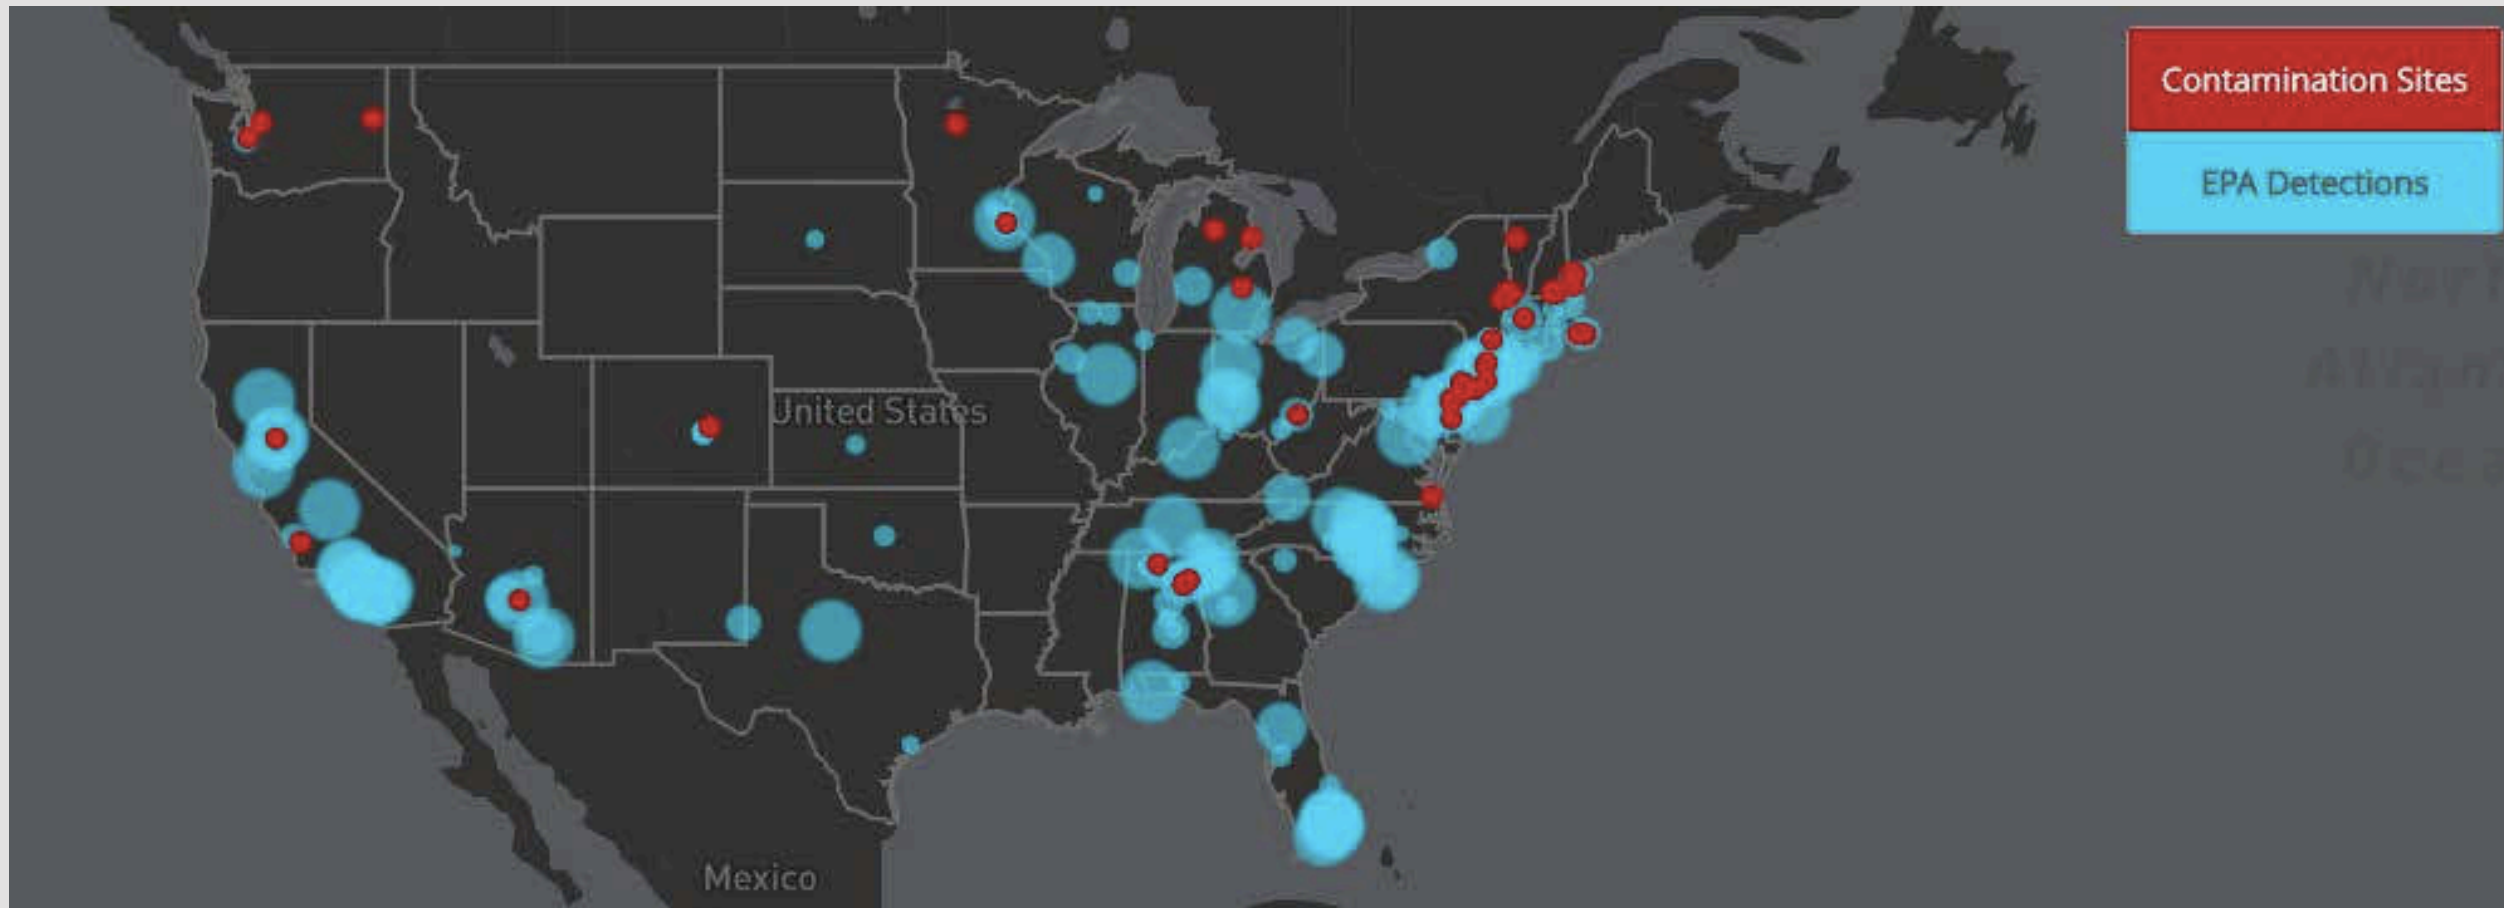 Contamination Sites
EPA Detections
United States
Mexico